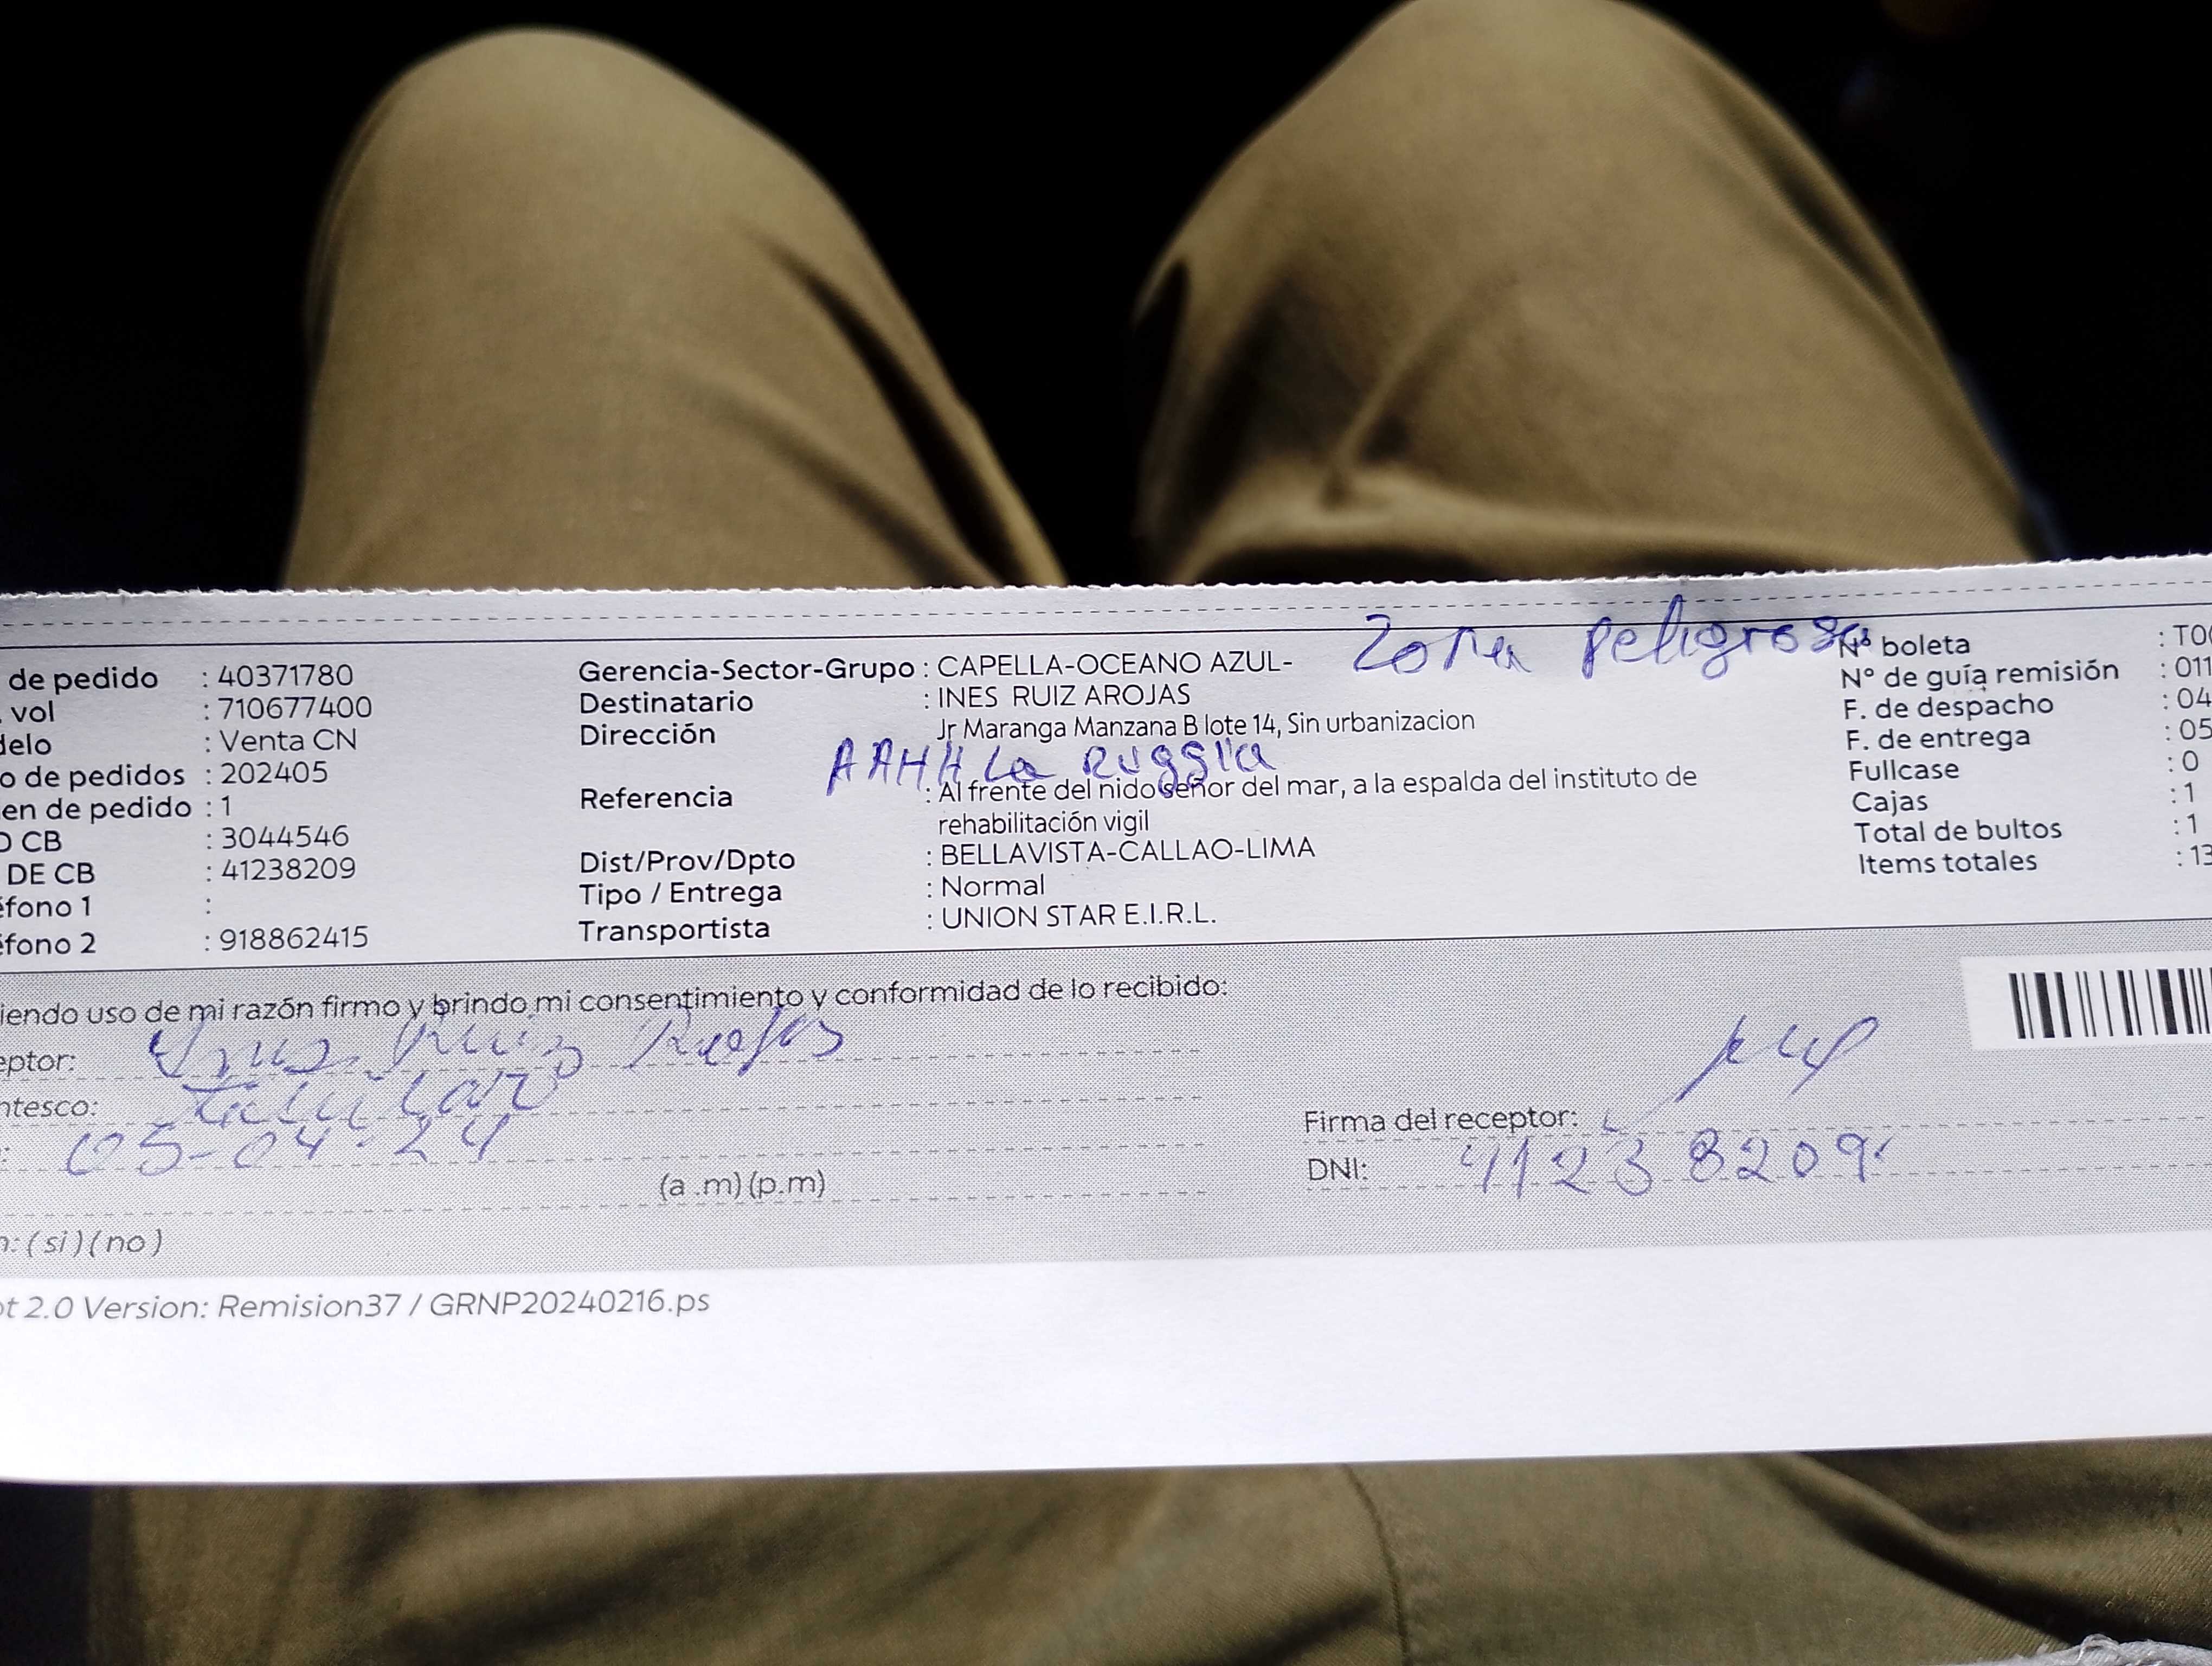 Zona peligrosa
de pedido : 40371780
vol : 710677400
delo : Venta CN
o de pedidos : 202405
en de pedido : 1
O CB : 3044546
DE CB : 41238209
éfono 1 :
éfono 2 : 918862415
Gerencia-Sector-Grupo : CAPELLA-OCEANO AZUL-
Destinatario : INES RUIZ AROJAS
Dirección Jr Maranga Manzana B lote 14, Sin urbanizacion
AAHH La Ruggia
Referencia : Al frente del nido señor del mar, a la espalda del instituto de
rehabilitación vigil
Dist/Prov/Dpto : BELLAVISTA-CALLAO-LIMA
Tipo / Entrega : Normal
Transportista : UNION STAR E.I.R.L.
Nº boleta : T00
N° de guía remisión : 011
F. de despacho : 04
F. de entrega : 05
Fullcase : 0
Cajas : 1
Total de bultos : 1
Items totales : 13
iendo uso de mi razón firmo y brindo mi consentimiento y conformidad de lo recibido:
eptor: Ruiz
ntesco: Titular
: 05-04-24
(a .m) (p.m)
Firma del receptor:
DNI: 41238209
n: ( si ) ( no )
ot 2.0 Version: Remision37 / GRNP20240216.ps